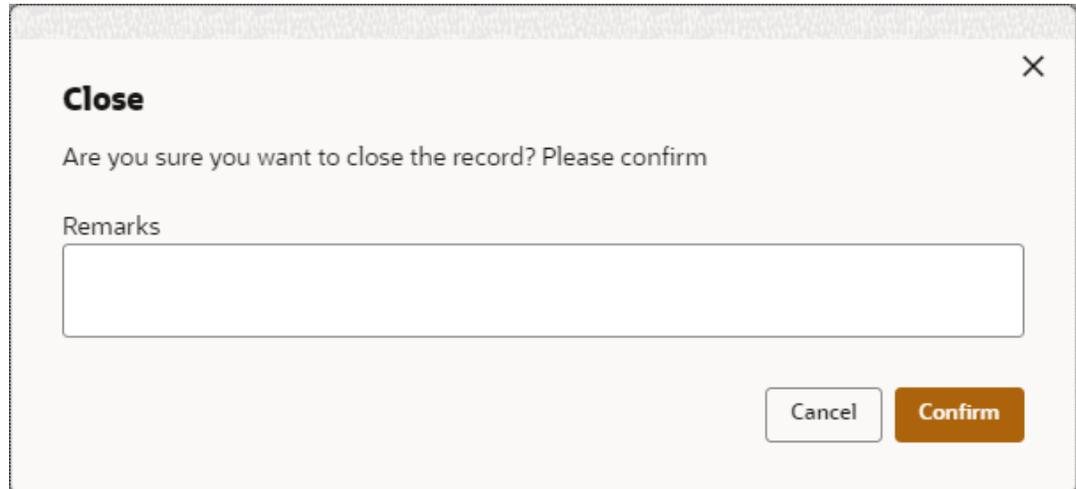 Close
Are you sure you want to close the record? Please confirm
Remarks
Cancel
Confirm